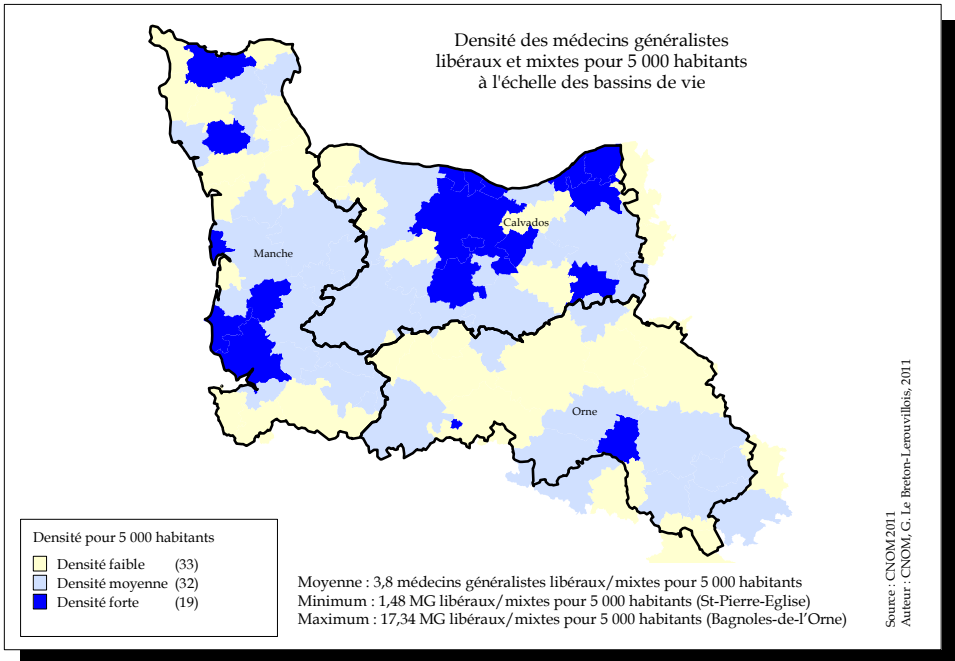 Densité des médecins généralistes
libéraux et mixtes pour 5 000 habitants
à l'échelle des bassins de vie
Calvados
Manche
Orne
Densité pour 5 000 habitants
Densité faible (33)
Densité moyenne (32)
Densité forte (19)
Moyenne : 3,8 médecins généralistes libéraux/mixtes pour 5 000 habitants
Minimum : 1,48 MG libéraux/mixtes pour 5 000 habitants (St-Pierre-Eglise)
Maximum : 17,34 MG libéraux/mixtes pour 5 000 habitants (Bagnoles-de-l'Orne)
Source : CNOM 2011
Auteur : CNOM, G. Le Breton-Lerouvillois, 2011